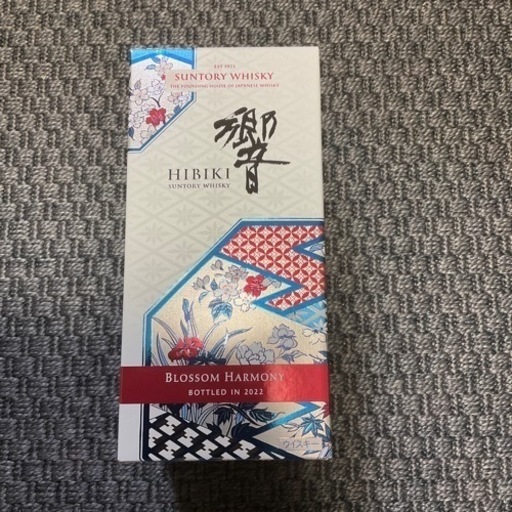 EST 1923
SUNTORY WHISKY
THE FOUNDING HOUSE OF JAPANESE WHISKY
響
HIBIKI
SUNTORY WHISKY
BLOSSOM HARMONY
BOTTLED IN 2022
ウイスキー